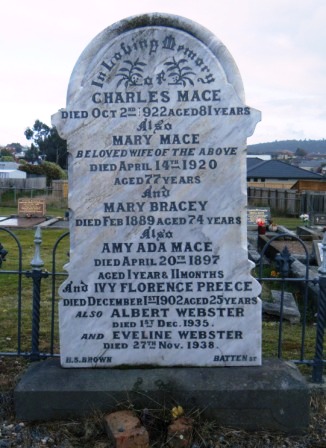 In Loving Memory
OF
CHARLES MACE
DIED OCT 2ND 1922 AGED 81 YEARS
Also
MARY MACE
BELOVED WIFE OF THE ABOVE
DIED APRIL 14TH 1920
AGED 77 YEARS
And
MARY BRACEY
DIED FEB 1889 AGED 74 YEARS
Also
AMY ADA MACE
DIED APRIL 20TH 1897
AGED 1 YEAR & 11 MONTHS
And IVY FLORENCE PREECE
DIED DECEMBER 1ST 1902 AGED 25 YEARS
ALSO ALBERT WEBSTER
DIED 1ST DEC. 1935.
AND EVELINE WEBSTER
DIED 27TH NOV. 1938.
H.S. BROWN BATTEN ST